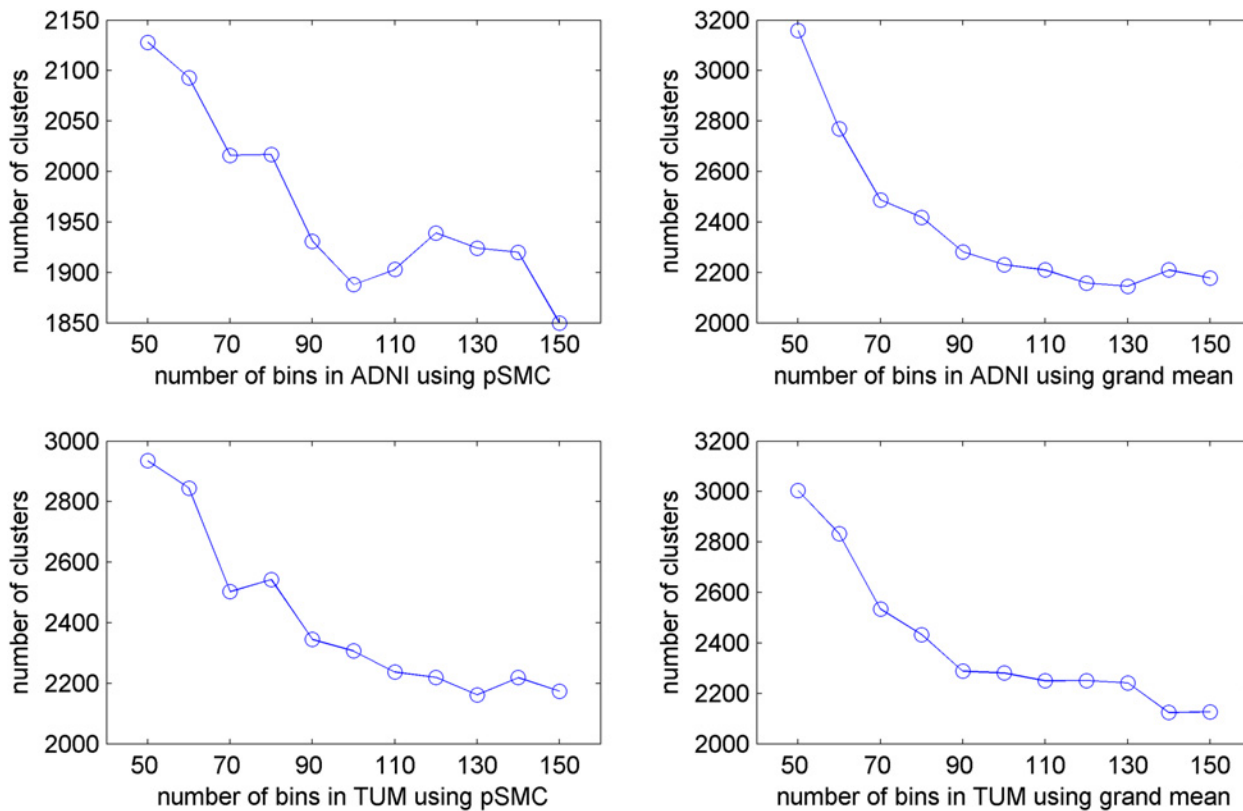 2150
2100
2050
2000
1950
1900
1850
number of clusters
50 70 90 110 130 150
number of bins in ADNI using pSMC
3200
2800
2600
2400
2200
2000
number of clusters
50 70 90 110 130 150
number of bins in ADNI using grand mean
3000
2800
2600
2400
2200
2000
number of clusters
50 70 90 110 130 150
number of bins in TUM using pSMC
3200
3000
2800
2600
2400
2200
2000
number of clusters
50 70 90 110 130 150
number of bins in TUM using grand mean